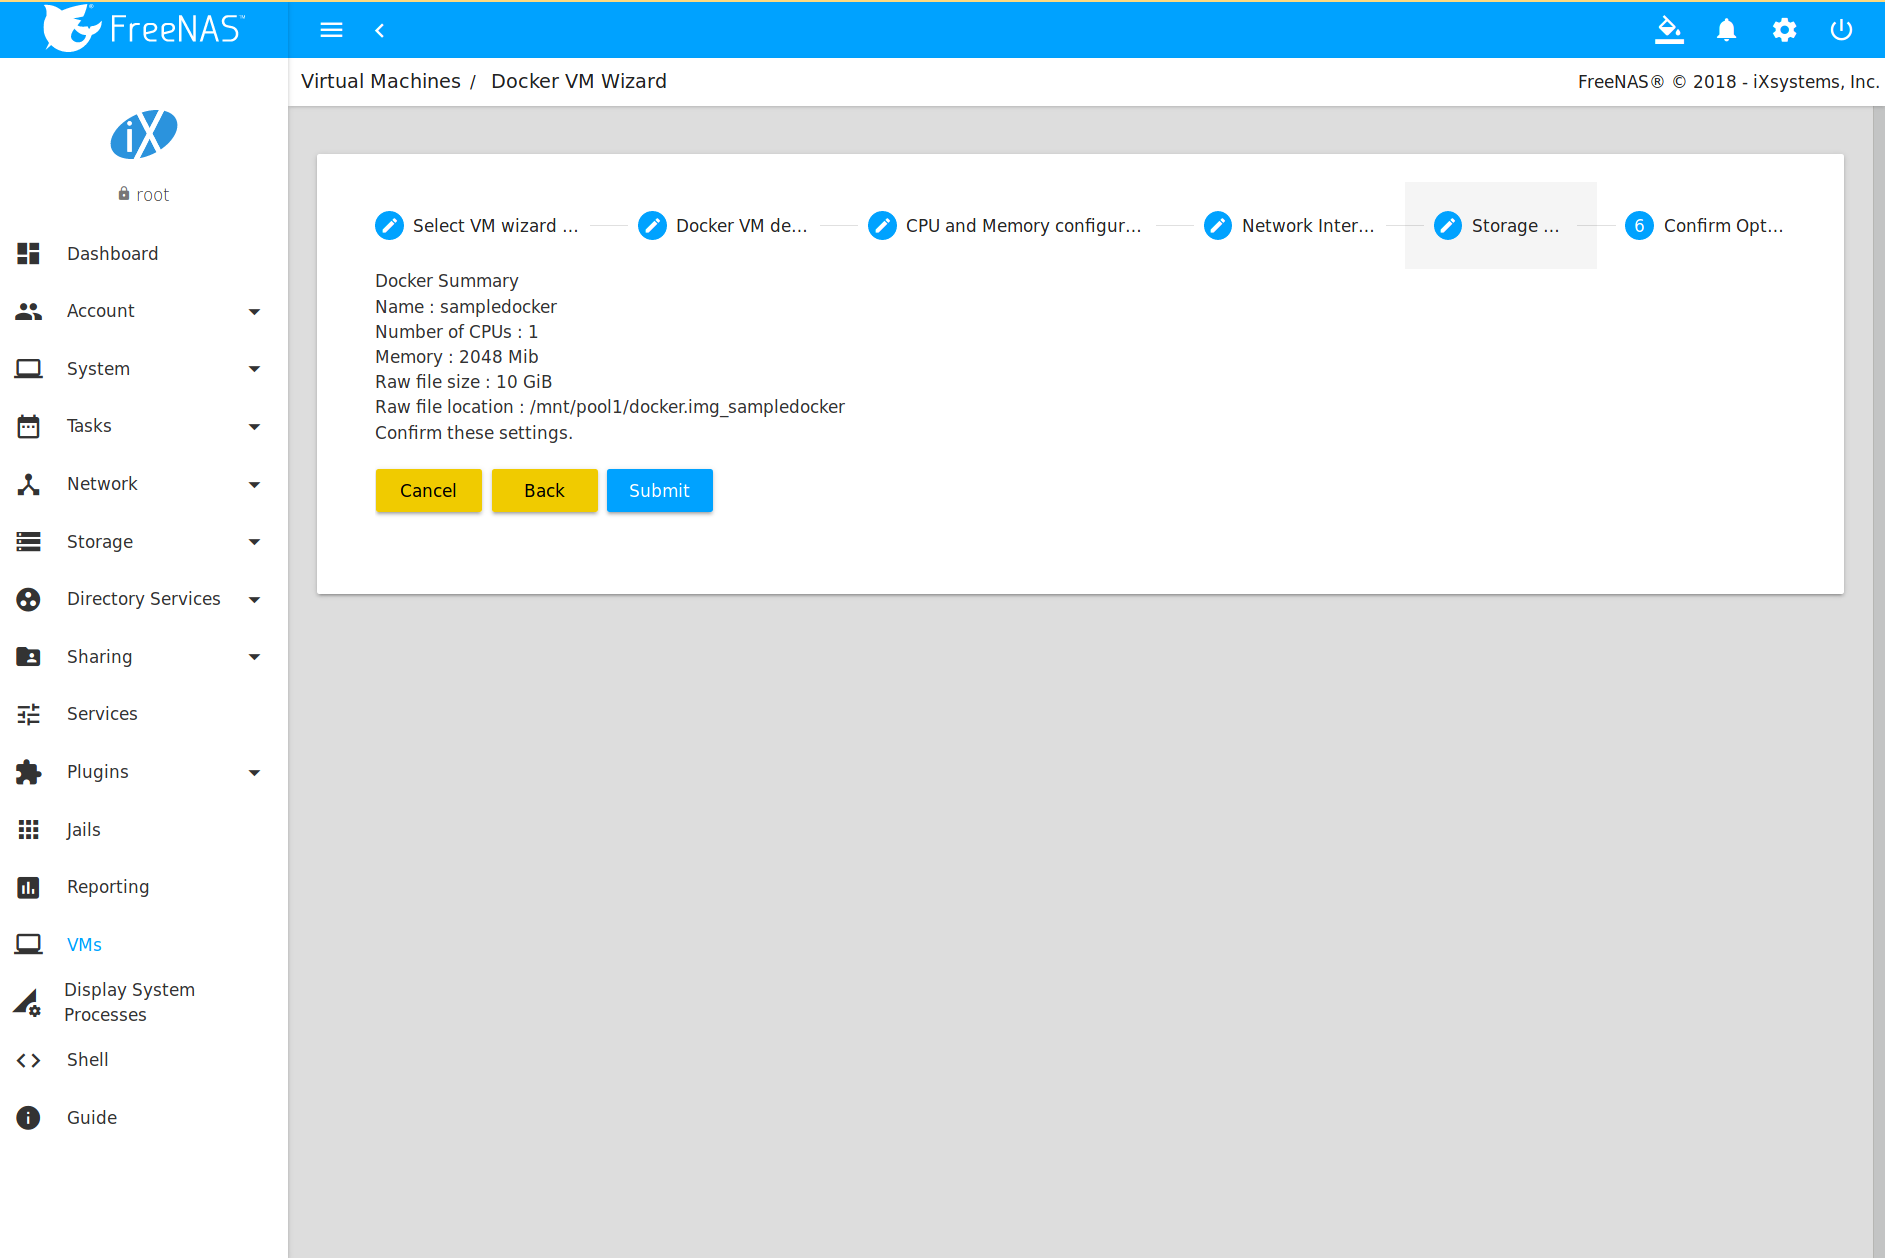 FreeNAS™
Virtual Machines / Docker VM Wizard
FreeNAS® © 2018 - iXsystems, Inc.
iX
root
Dashboard
Account
System
Tasks
Network
Storage
Directory Services
Sharing
Services
Plugins
Jails
Reporting
VMs
Display System
Processes
Shell
Guide
Select VM wizard ...
Docker VM de...
CPU and Memory configur...
Network Inter...
Storage ...
6 Confirm Opt...
Docker Summary
Name : sampledocker
Number of CPUs : 1
Memory : 2048 Mib
Raw file size : 10 GiB
Raw file location : /mnt/pool1/docker.img_sampledocker
Confirm these settings.
Cancel Back Submit